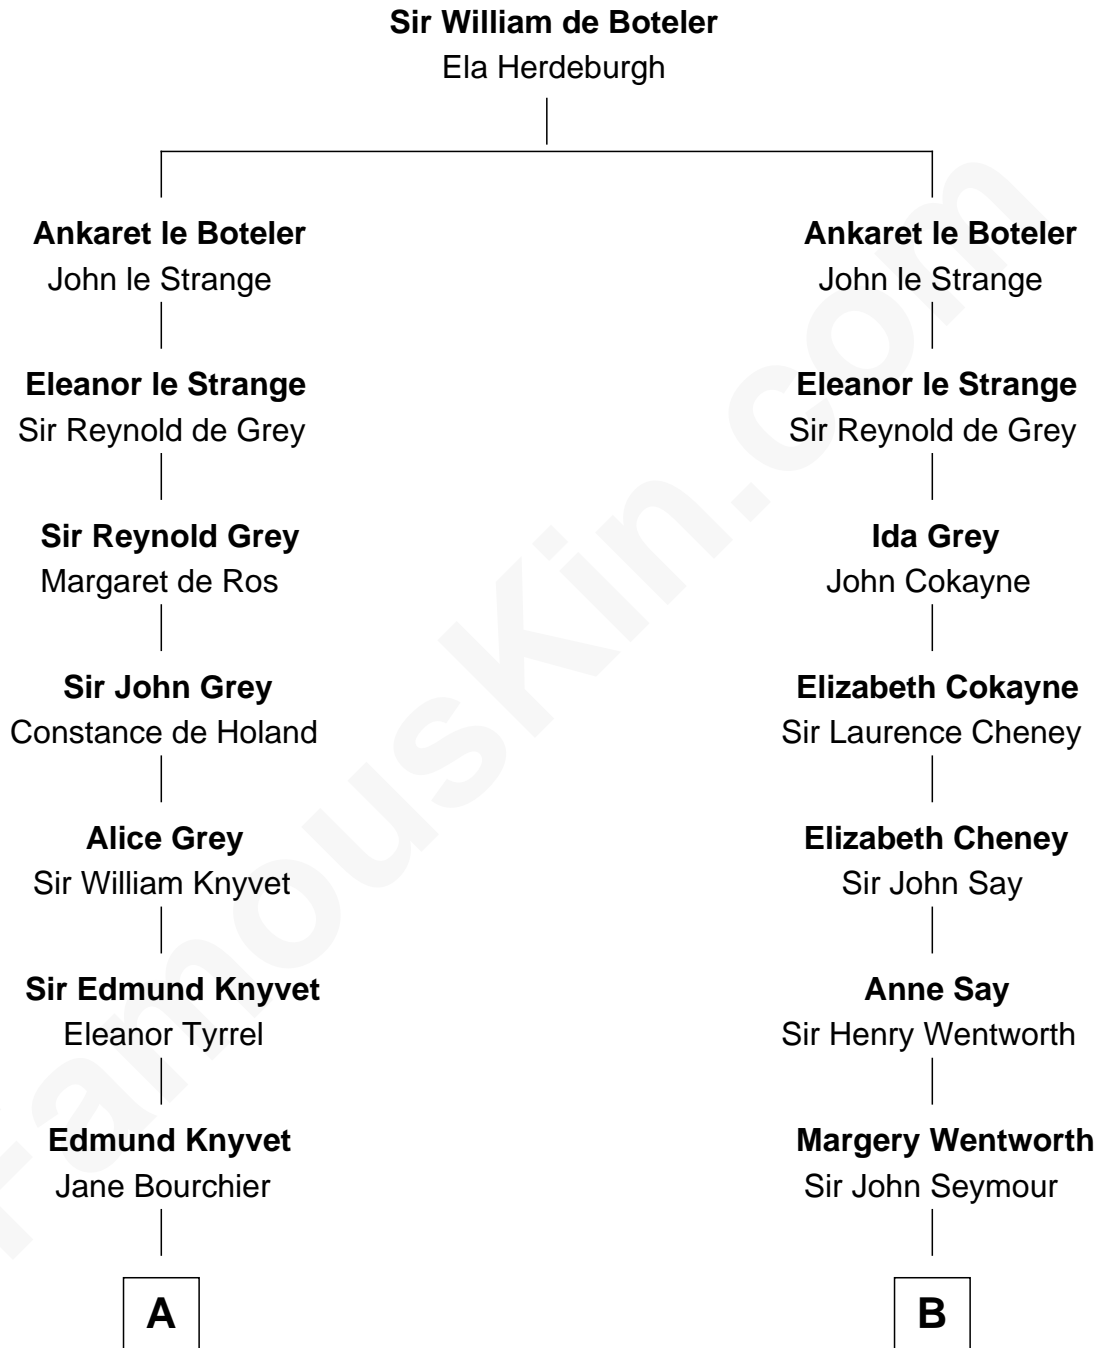 Sir William de Boteler
Ela Herdeburgh
Ankaret le Boteler
John le Strange
Ankaret le Boteler
John le Strange
Eleanor le Strange
Sir Reynold de Grey
Eleanor le Strange
Sir Reynold de Grey
Sir Reynold Grey
Margaret de Ros
Ida Grey
John Cokayne
Sir John Grey
Constance de Holand
Elizabeth Cokayne
Sir Laurence Cheney
Alice Grey
Sir William Knyvet
Elizabeth Cheney
Sir John Say
Sir Edmund Knyvet
Eleanor Tyrrel
Anne Say
Sir Henry Wentworth
Edmund Knyvet
Jane Bourchier
Margery Wentworth
Sir John Seymour
A
B
FamousKin.com